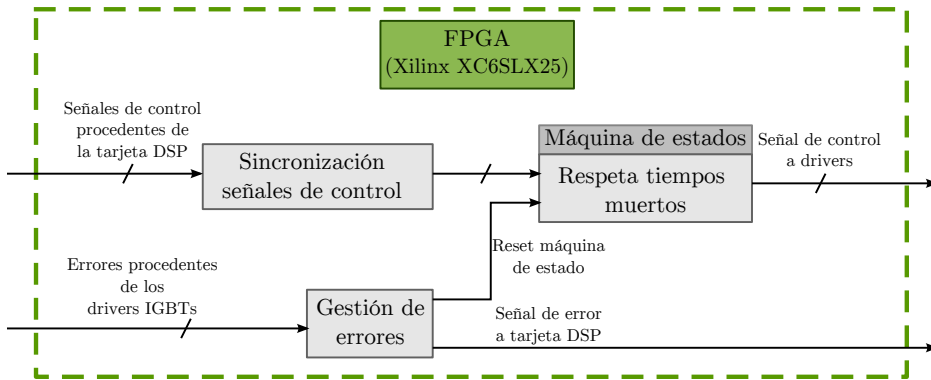 FPGA
(Xilinx XC6SLX25)
Señales de control
procedentes de
la tarjeta DSP
Sincronización
señales de control
Máquina de estados
Respeta tiempos
muertos
Señal de control
a drivers
Reset máquina
de estado
Errores procedentes
de los
drivers IGBTs
Gestión de
errores
Señal de error
a tarjeta DSP